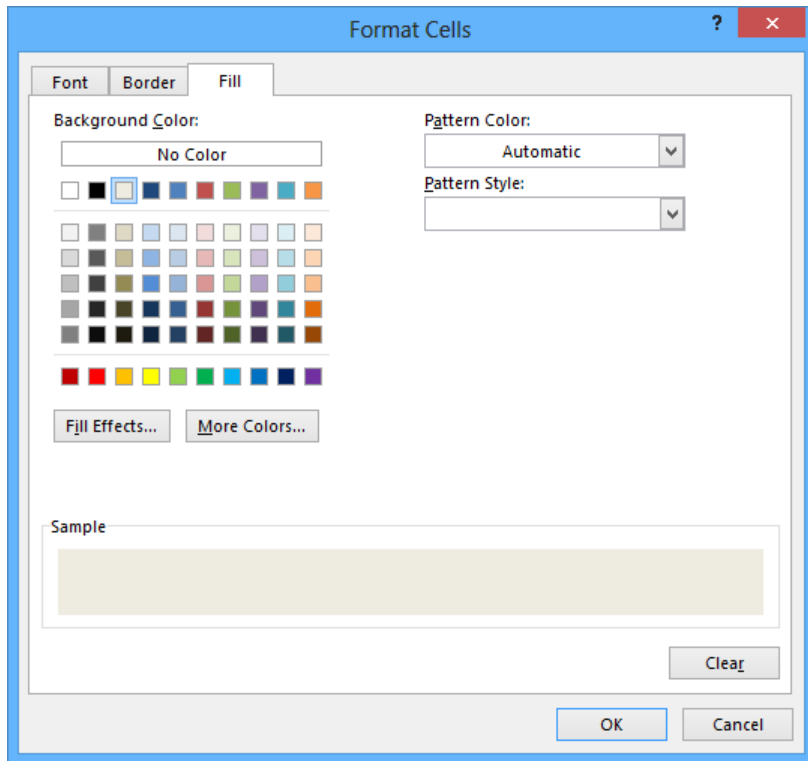 Format Cells
?
Font Border Fill
Background Color:
No Color
Pattern Color:
Automatic
Pattern Style:
Fill Effects... More Colors...
Sample
Clear
OK Cancel